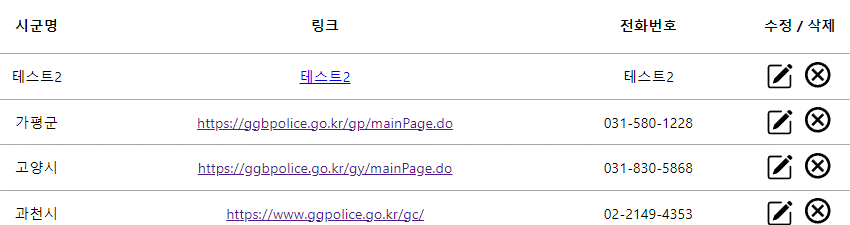 시군명 링크 전화번호 수정 / 삭제
테스트2 테스트2 테스트2
가평군 https://ggbpolice.go.kr/gp/mainPage.do 031-580-1228
고양시 https://ggbpolice.go.kr/gy/mainPage.do 031-830-5868
과천시 https://www.ggpolice.go.kr/gc/ 02-2149-4353